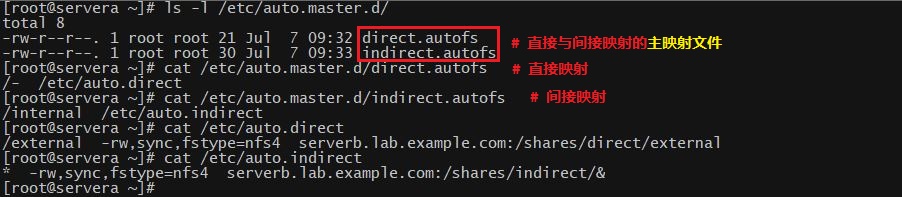 [root@servera ~]# ls -l /etc/auto.master.d/
total 8
-rw-r--r--. 1 root root 21 Jul  7 09:32 direct.autofs
-rw-r--r--. 1 root root 30 Jul  7 09:33 indirect.autofs # 直接与间接映射的主映射文件
[root@servera ~]# cat /etc/auto.master.d/direct.autofs # 直接映射
/-  /etc/auto.direct
[root@servera ~]# cat /etc/auto.master.d/indirect.autofs # 间接映射
/internal  /etc/auto.indirect
[root@servera ~]# cat /etc/auto.direct
/external  -rw,sync,fstype=nfs4  serverb.lab.example.com:/shares/direct/external
[root@servera ~]# cat /etc/auto.indirect
*  -rw,sync,fstype=nfs4  serverb.lab.example.com:/shares/indirect/&
[root@servera ~]#